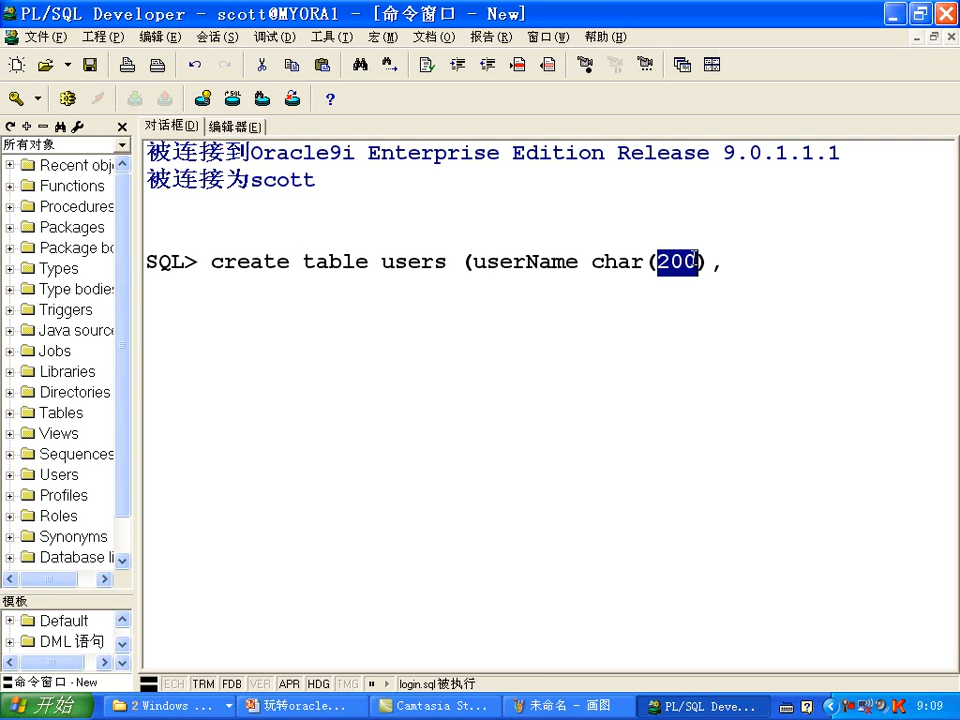 PL/SQL Developer - scott@MYORA1 - [命令窗口 - New]
文件(F) 工程(P) 编辑(E) 会话(S) 调试(D) 工具(T) 宏(M) 文档(O) 报告(R) 窗口(W) 帮助(H)
对话框(D) 编辑器(E)
所有对象
被连接到Oracle9i Enterprise Edition Release 9.0.1.1.1
被连接为scott
SQL> create table users (userName char(200),
Recent obj
Functions
Procedures
Packages
Package bo
Types
Type bodies
Triggers
Java source
Jobs
Libraries
Directories
Tables
Views
Sequences
Users
Profiles
Roles
Synonyms
Database li
模板
Default
DML 语句
命令窗口 - New
ECH TRM FDB VER APR HDG TMG login.sql被执行
开始 2 Windows ... 玩转oracle... Camtasia St... 未命名 - 画图 PL/SQL Deve... 9:09